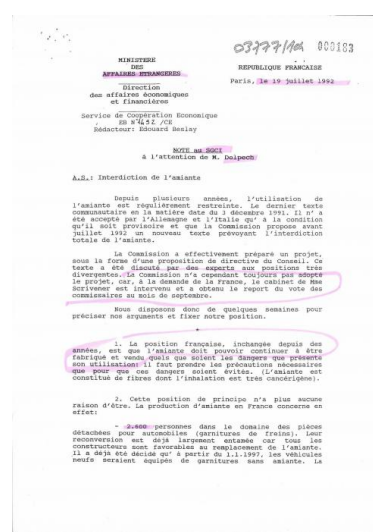 03777/10A 000183
MINISTERE
DES
AFFAIRES ETRANGERES
REPUBLIQUE FRANCAISE
Paris, le 19 juillet 1992
Direction
des affaires économiques
et financières
Service de Coopération Economique
EB N° /CE
Rédacteur: Edouard Beslay
NOTE au SGCI
à l'attention de M. Delpech
A.S.: Interdiction de l'amiante
Depuis plusieurs années, l'utilisation de
l'amiante est régulièrement restreinte. Le dernier texte
communautaire en la matière date du 3 décembre 1991. Il n' a
été accepté par l'Allemagne et l'Italie qu' à la condition
qu'il soit provisoire et que la Commission propose avant
juillet 1992 un nouveau texte prévoyant l'interdiction
totale de l'amiante.
La Commission a effectivement préparé un projet,
sous la forme d'une proposition de directive du Conseil. Ce
texte a été discuté par des experts aux positions très
divergentes. La Commission n'a cependant toujours pas adopté
le projet, car, à la demande de la France, le cabinet de Mme
Scrivener est intervenu et a obtenu le report du vote des
commissaires au mois de septembre.
Nous disposons donc de quelques semaines pour
préciser nos arguments et fixer notre position.
*
1. La position française, inchangée depuis des
années, est que l'amiante doit pouvoir continuer à être
fabriqué et vendu quels que soient les dangers que présente
son utilisation: il faut prendre les précautions nécessaires
que pour que ces dangers soient évités. (L'amiante est
constitué de fibres dont l'inhalation est très cancérigène).
2. Cette position de principe n'a plus aucune
raison d'être. La production d'amiante en France concerne en
effet:
- 2.600 personnes dans le domaine des pièces
détachées pour automobiles (garnitures de freins). Leur
reconversion est déjà largement entamée car tous les
constructeurs sont favorables au remplacement de l'amiante.
Il a déjà été décidé qu' à partir du 1.1.1997, les véhicules
neufs seraient équipés de garnitures sans amiante. La